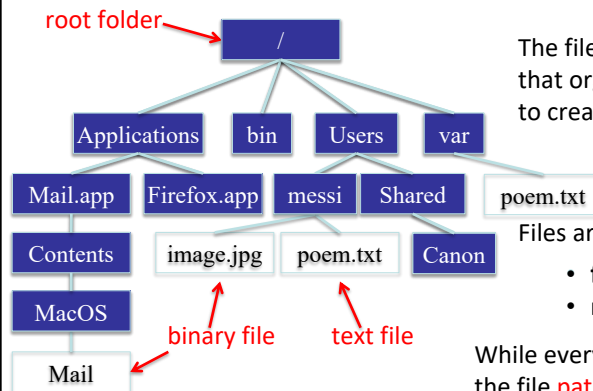 root folder
/
The file
that or
to crea
Applications bin Users var
Mail.app Firefox.app messi Shared poem.txt
Files ar
Contents image.jpg poem.txt Canon
• f
• r
MacOS
binary file text file
While every
Mail the file pat